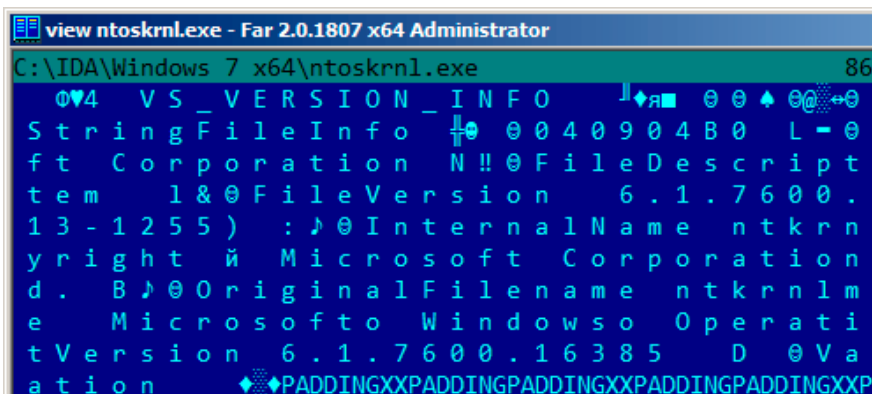 view ntoskrnl.exe - Far 2.0.1807 x64 Administrator
C:\IDA\Windows 7 x64\ntoskrnl.exe 86
Ф♥4 V S _ V E R S I O N _ I N F O ╜♦я■ ☺ ☺ ♠ ☺@░↔☺
S t r i n g F i l e I n f o ╬☻ ☺ 0 4 0 9 0 4 B 0 L ▬ ☺
f t C o r p o r a t i o n N ‼ ☺ F i l e D e s c r i p t
t e m l & ☺ F i l e V e r s i o n 6 . 1 . 7 6 0 0 .
1 3 - 1 2 5 5 ) : ♪ ☺ I n t e r n a l N a m e n t k r n
y r i g h t й M i c r o s o f t C o r p o r a t i o n
d . B ♪ ☺ O r i g i n a l F i l e n a m e n t k r n l m
e M i c r o s o f t o W i n d o w s o O p e r a t i
t V e r s i o n 6 . 1 . 7 6 0 0 . 1 6 3 8 5 D ☺ V a
a t i o n ♦░♦PADDINGXXPADDINGPADDINGXXPADDINGPADDINGXXP